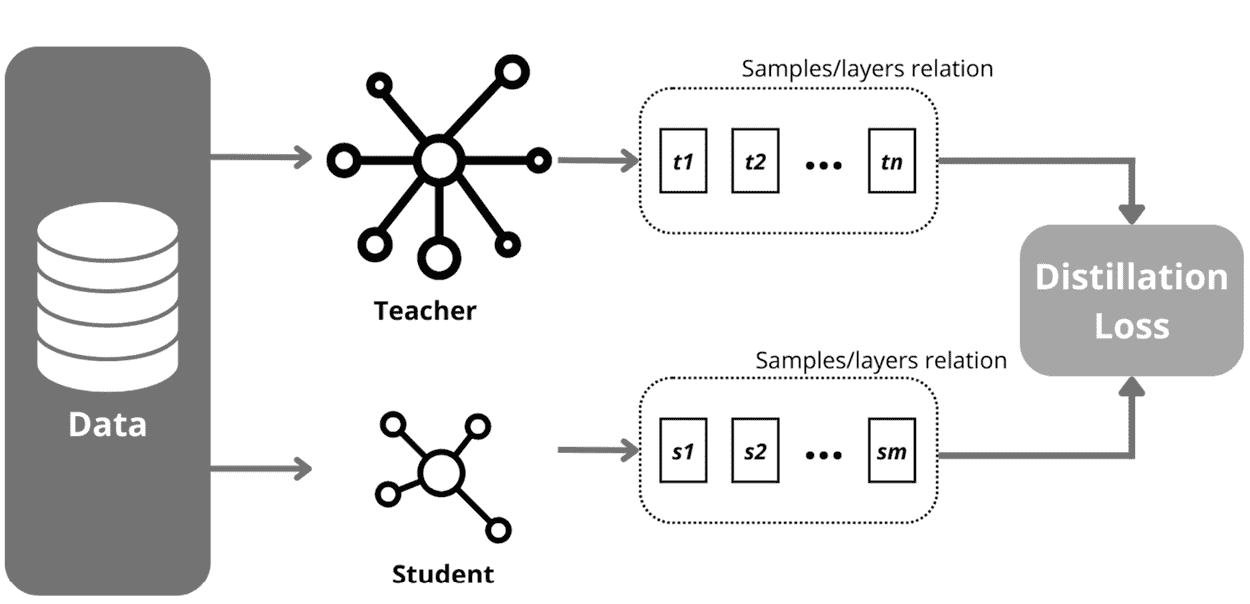 Samples/layers relation
t1 t2 ... tn
Teacher
Distillation
Loss
Samples/layers relation
Data
s1 s2 ... sm
Student